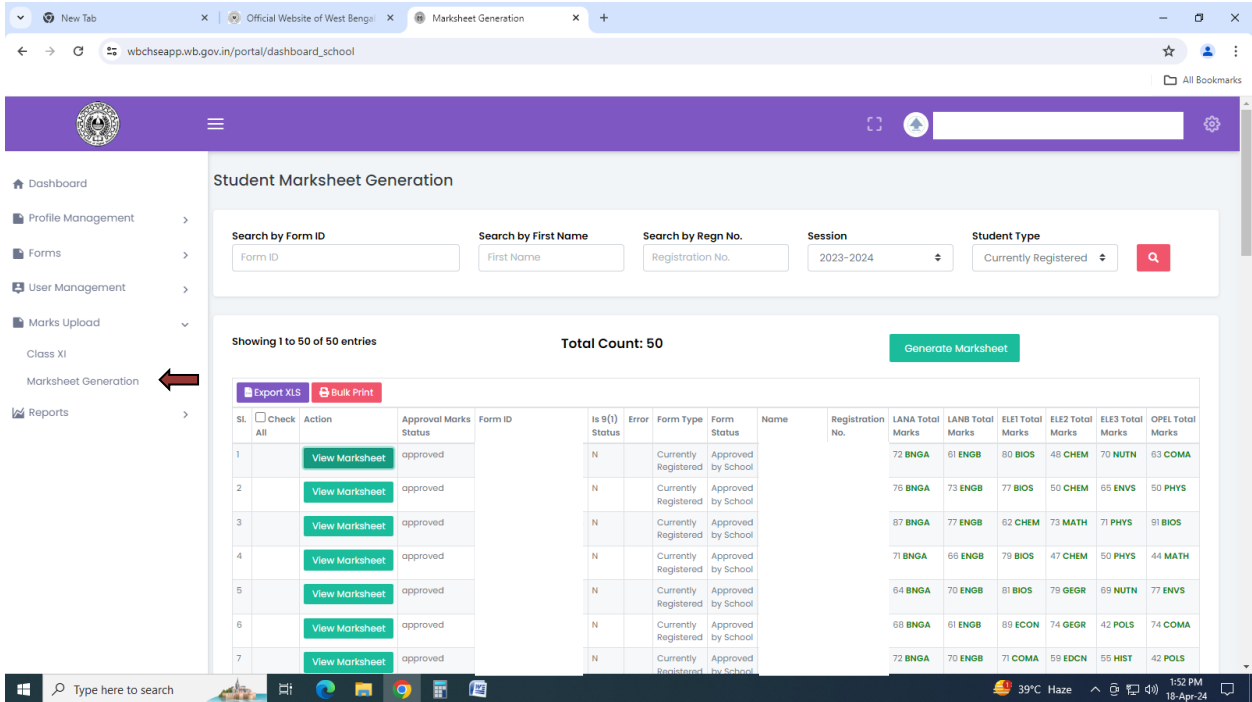 New Tab
Official Website of West Benga
Marksheet Generation
wbchseapp.wb.gov.in/portal/dashboard_school
All Bookmarks
Dashboard
Profile Management
Forms
User Management
Marks Upload
Class XI
Marksheet Generation
Reports
Student Marksheet Generation
Search by Form ID Search by First Name Search by Regn No. Session Student Type
Form ID First Name Registration No. 2023-2024 Currently Registered
Showing 1 to 50 of 50 entries Total Count: 50 Generate Marksheet
Export XLS Bulk Print
Sl. Check All Action Approval Marks Status Form ID Is 9(1) Status Error Form Type Form Status Name Registration No. LANA Total Marks LANB Total Marks ELE1 Total Marks ELE2 Total Marks ELE3 Total Marks OPEL Total Marks
1 View Marksheet approved N Currently Registered Approved by School 72 BNGA 61 ENGB 80 BIOS 48 CHEM 70 NUTN 63 COMA
2 View Marksheet approved N Currently Registered Approved by School 76 BNGA 73 ENGB 77 BIOS 50 CHEM 65 ENVS 50 PHYS
3 View Marksheet approved N Currently Registered Approved by School 87 BNGA 77 ENGB 62 CHEM 73 MATH 71 PHYS 91 BIOS
4 View Marksheet approved N Currently Registered Approved by School 71 BNGA 66 ENGB 79 BIOS 47 CHEM 50 PHYS 44 MATH
5 View Marksheet approved N Currently Registered Approved by School 64 BNGA 70 ENGB 81 BIOS 79 GEGR 69 NUTN 77 ENVS
6 View Marksheet approved N Currently Registered Approved by School 68 BNGA 61 ENGB 89 ECON 74 GEGR 42 POLS 74 COMA
7 View Marksheet approved N Currently Registered Approved by School 72 BNGA 70 ENGB 71 COMA 59 EDCN 55 HIST 42 POLS
Type here to search
39°C Haze
1:52 PM
18-Apr-24